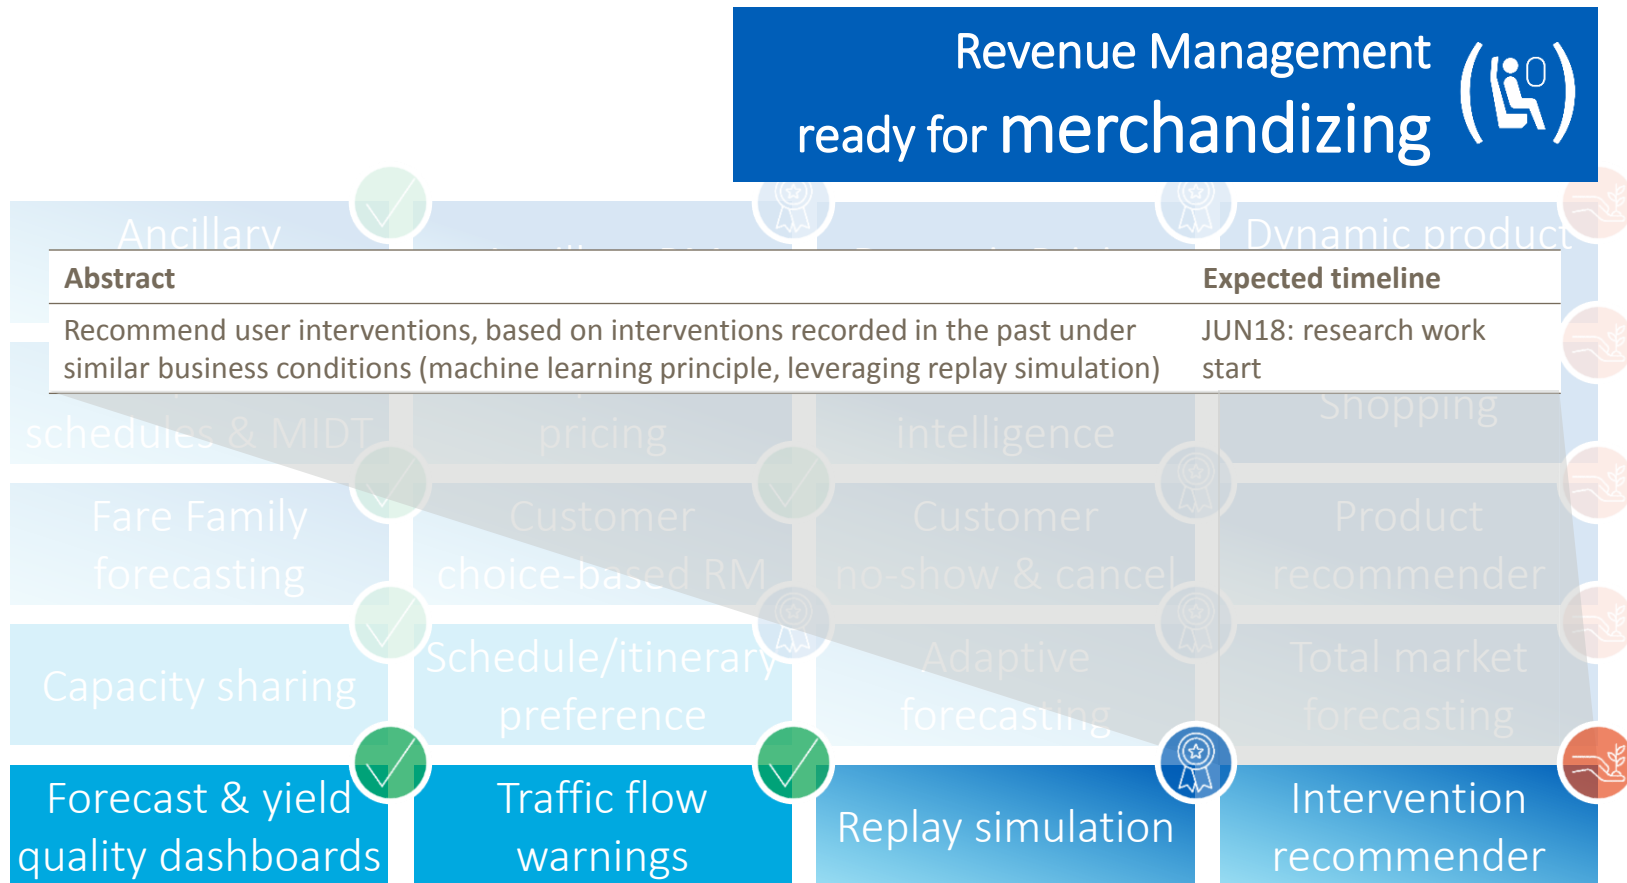 Revenue Management
ready for merchandizing
Ancillary
Dynamic product
Abstract
Expected timeline
Recommend user interventions, based on interventions recorded in the past under
similar business conditions (machine learning principle, leveraging replay simulation)
JUN18: research work
start
schedules & MIDT
pricing
intelligence
Shopping
Fare Family
forecasting
Customer
choice-based RM
Customer
no-show & cancel
Product
recommender
Capacity sharing
Schedule/itinerary
preference
Adaptive
forecasting
Total market
forecasting
Forecast & yield
quality dashboards
Traffic flow
warnings
Replay simulation
Intervention
recommender